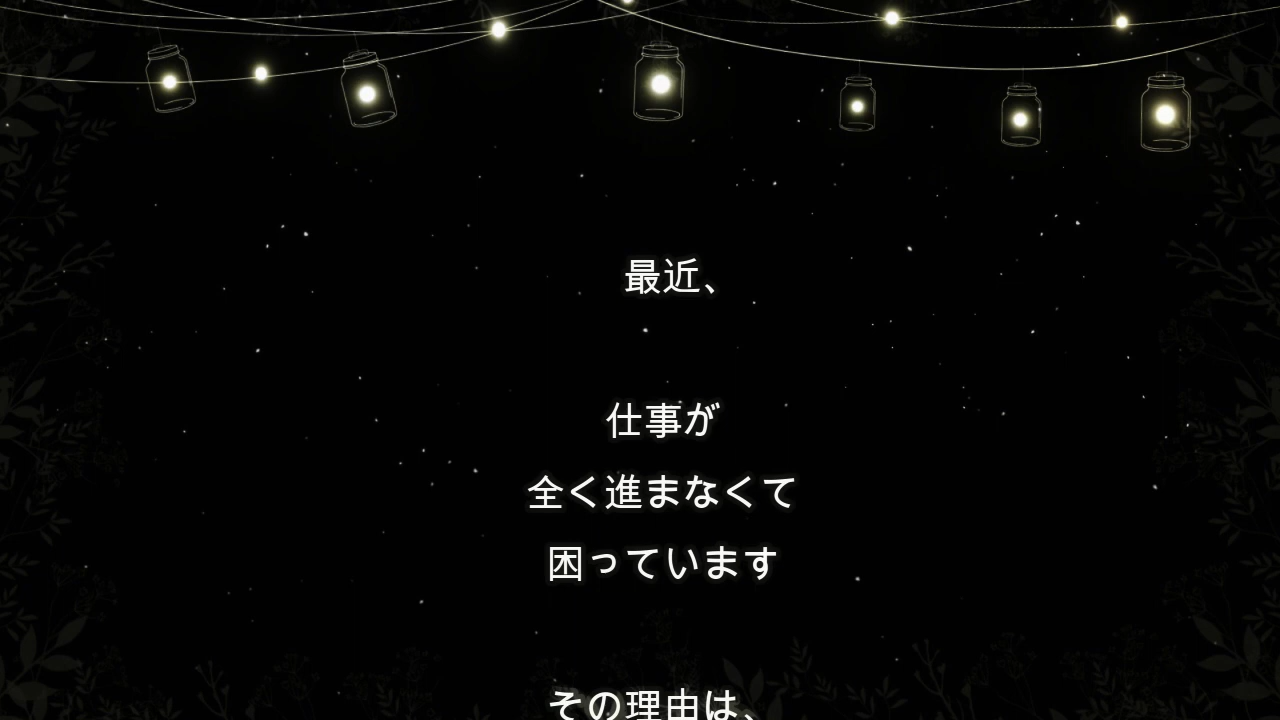 最近、
仕事が
全く進まなくて
困っています
その理由は、